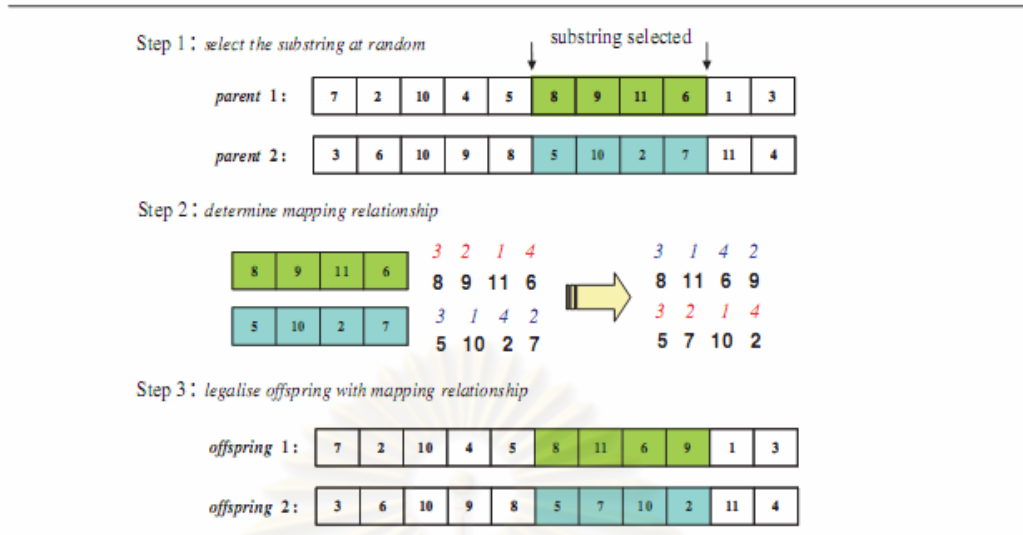 Step 1 : select the substring at random
substring selected
parent 1: 7 2 10 4 5 8 9 11 6 1 3
parent 2: 3 6 10 9 8 5 10 2 7 11 4
Step 2 : determine mapping relationship
8 9 11 6
3 2 1 4
8 9 11 6
5 10 2 7
3 1 4 2
5 10 2 7
3 1 4 2
8 11 6 9
3 2 1 4
5 7 10 2
Step 3 : legalise offspring with mapping relationship
offspring 1: 7 2 10 4 5 8 11 6 9 1 3
offspring 2: 3 6 10 9 8 5 7 10 2 11 4